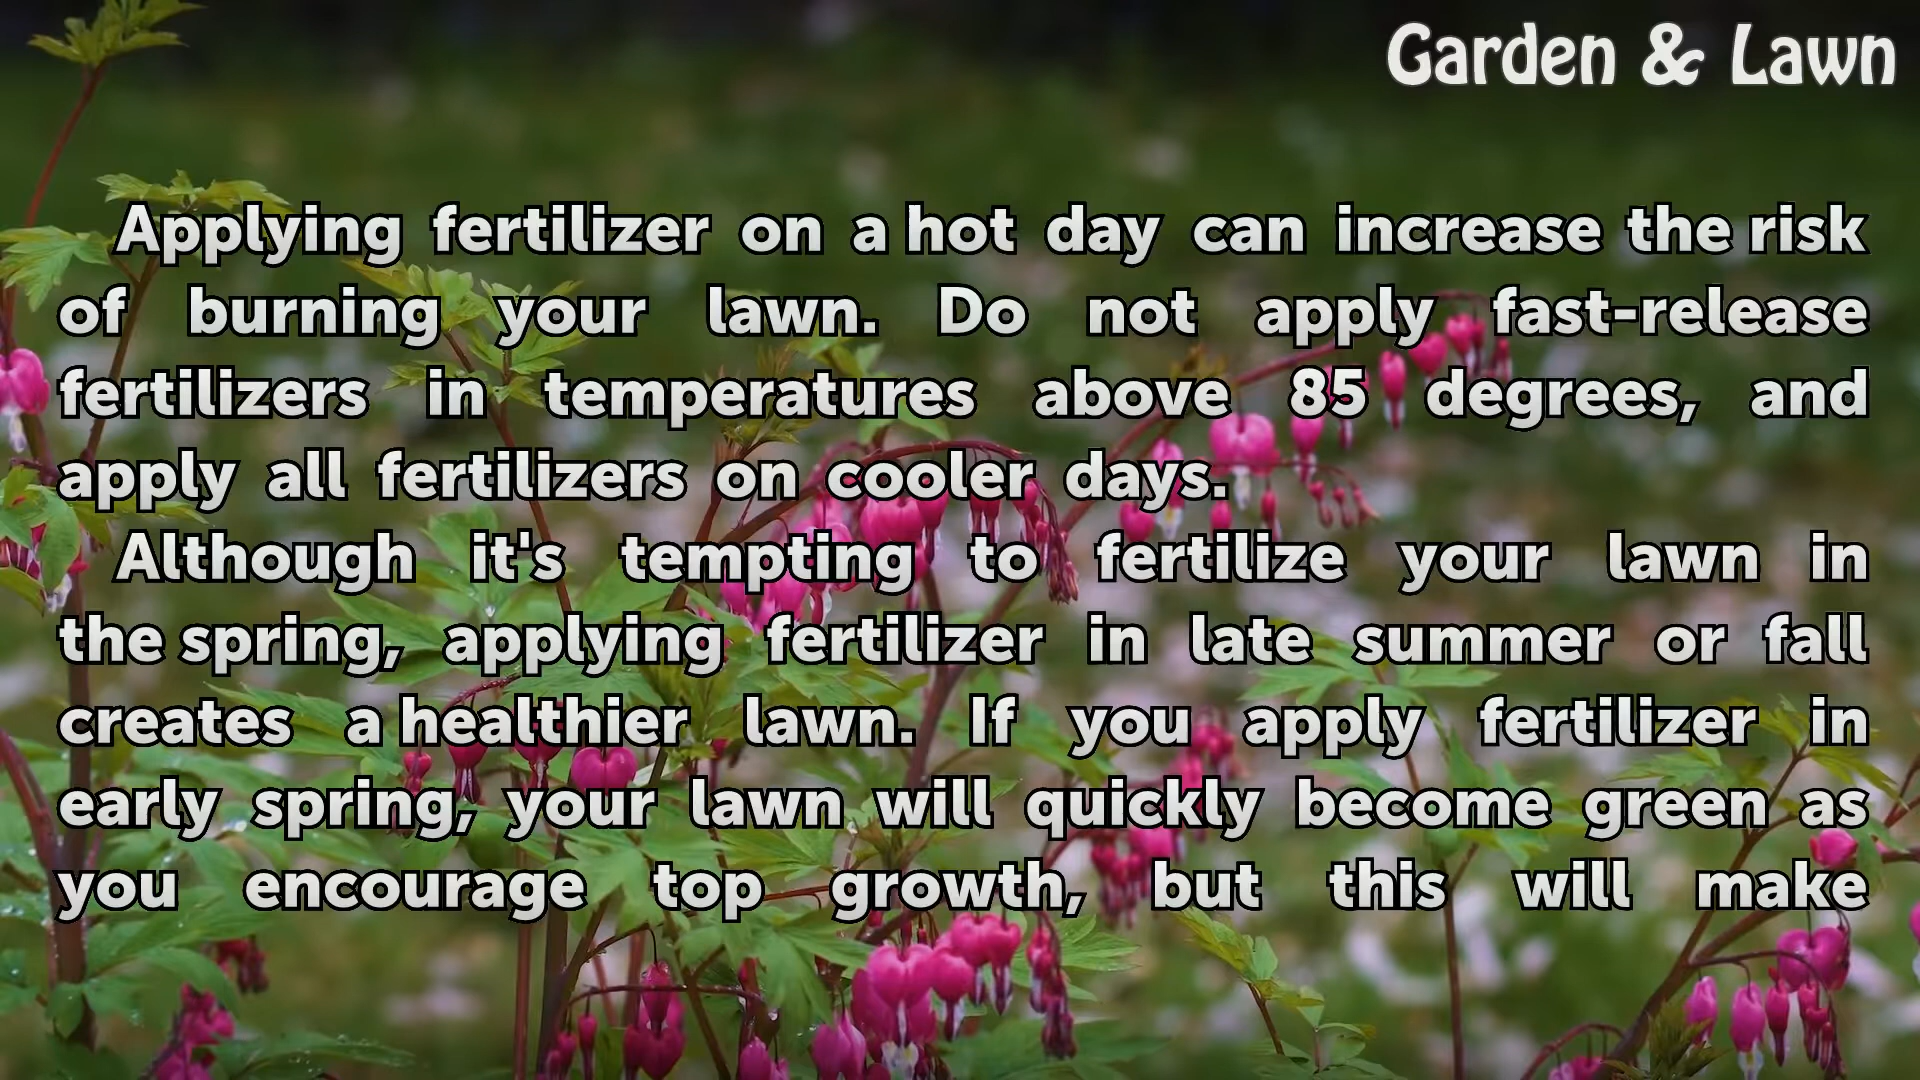 Garden & Lawn
Applying fertilizer on a hot day can increase the risk
of burning your lawn. Do not apply fast-release
fertilizers in temperatures above 85 degrees, and
apply all fertilizers on cooler days.
Although it's tempting to fertilize your lawn in
the spring, applying fertilizer in late summer or fall
creates a healthier lawn. If you apply fertilizer in
early spring, your lawn will quickly become green as
you encourage top growth, but this will make